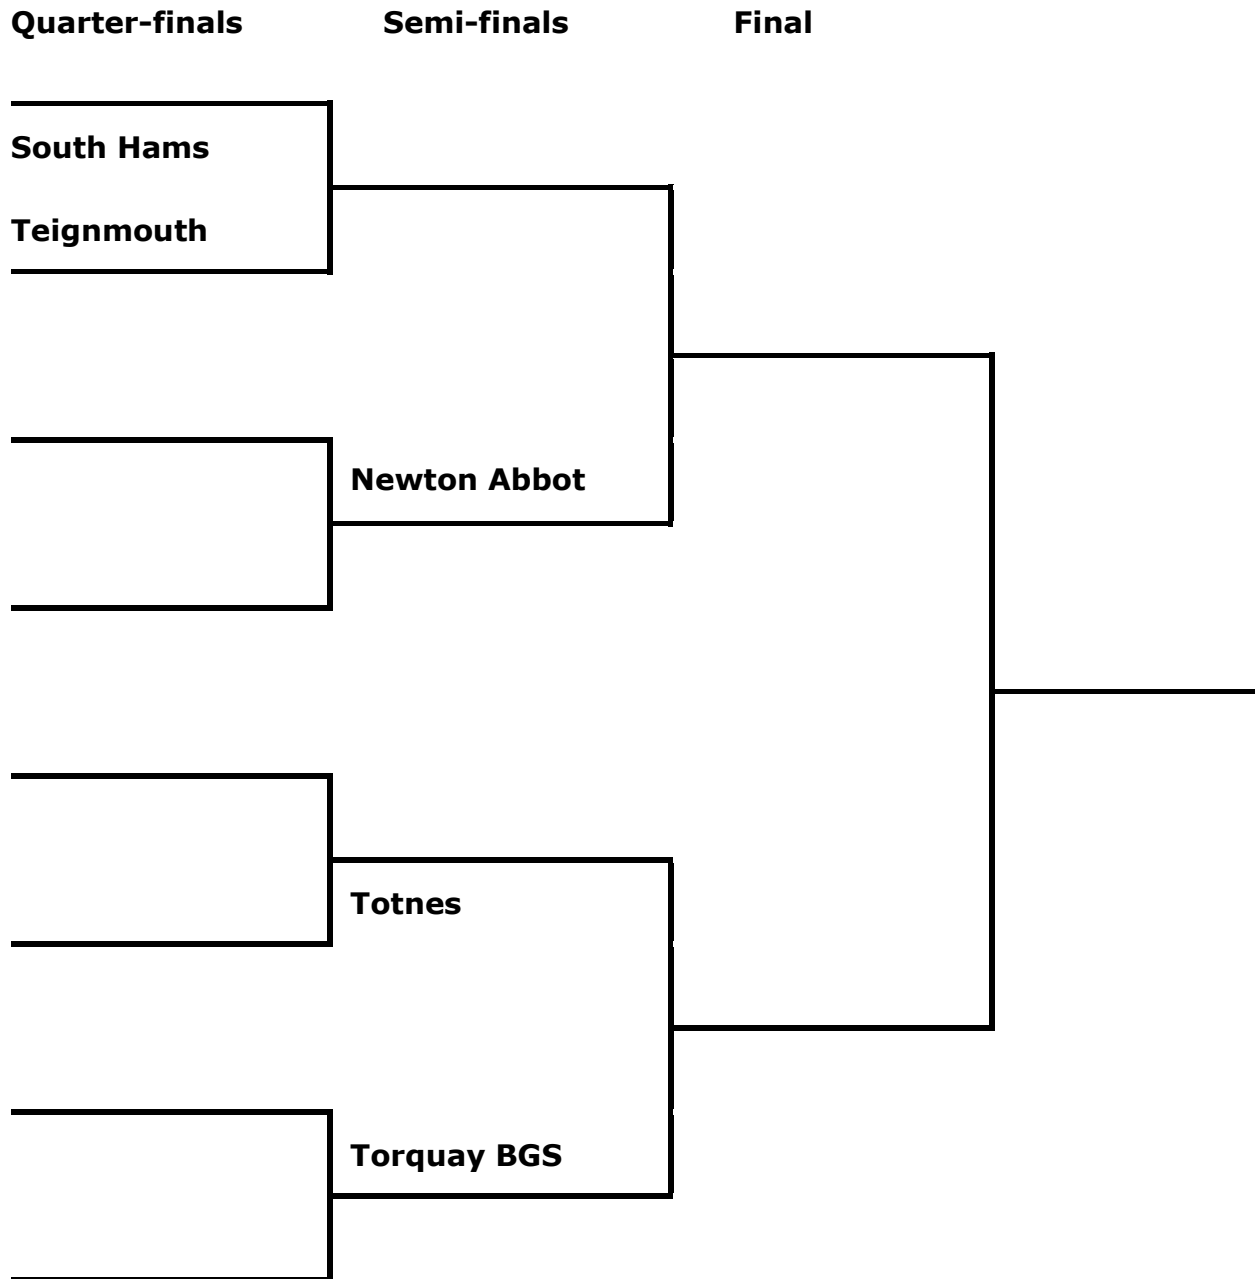 Quarter-finals Semi-finals Final
South Hams
Teignmouth
Newton Abbot
Totnes
Torquay BGS